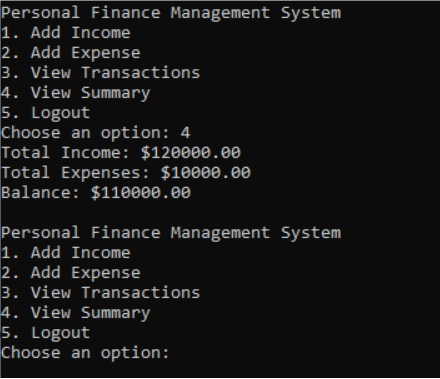 Personal Finance Management System
1. Add Income
2. Add Expense
3. View Transactions
4. View Summary
5. Logout
Choose an option: 4
Total Income: $120000.00
Total Expenses: $10000.00
Balance: $110000.00

Personal Finance Management System
1. Add Income
2. Add Expense
3. View Transactions
4. View Summary
5. Logout
Choose an option: